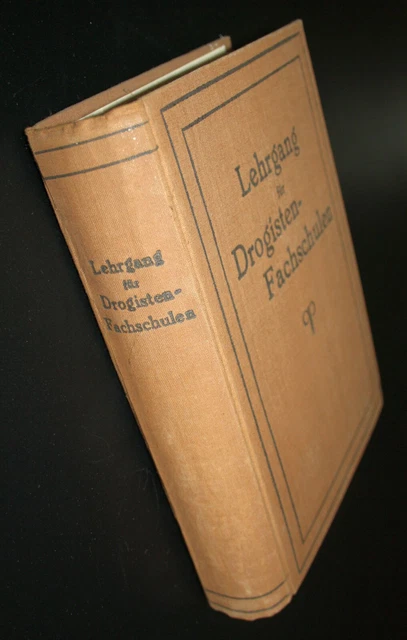 Lehrgang
für
Drogisten-
Fachschulen
Lehrgang
für
Drogisten-
Fachschulen